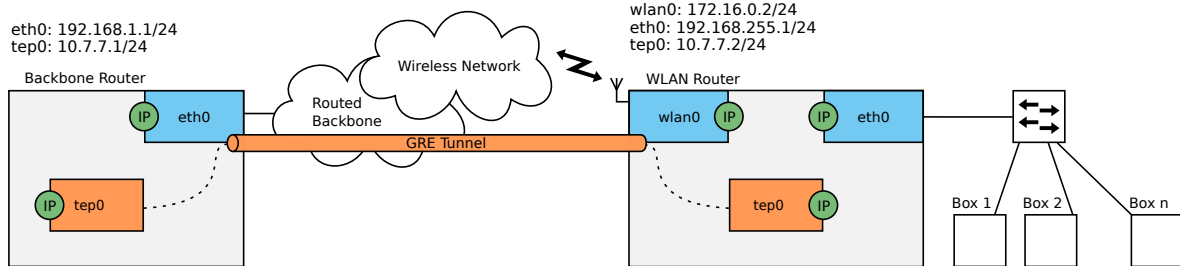 eth0: 192.168.1.1/24
tep0: 10.7.7.1/24
wlan0: 172.16.0.2/24
eth0: 192.168.255.1/24
tep0: 10.7.7.2/24
Backbone Router
Wireless Network
WLAN Router
Routed
Backbone
IP
eth0
wlan0
IP
IP
eth0
GRE Tunnel
IP
tep0
tep0
IP
Box 1
Box 2
Box n